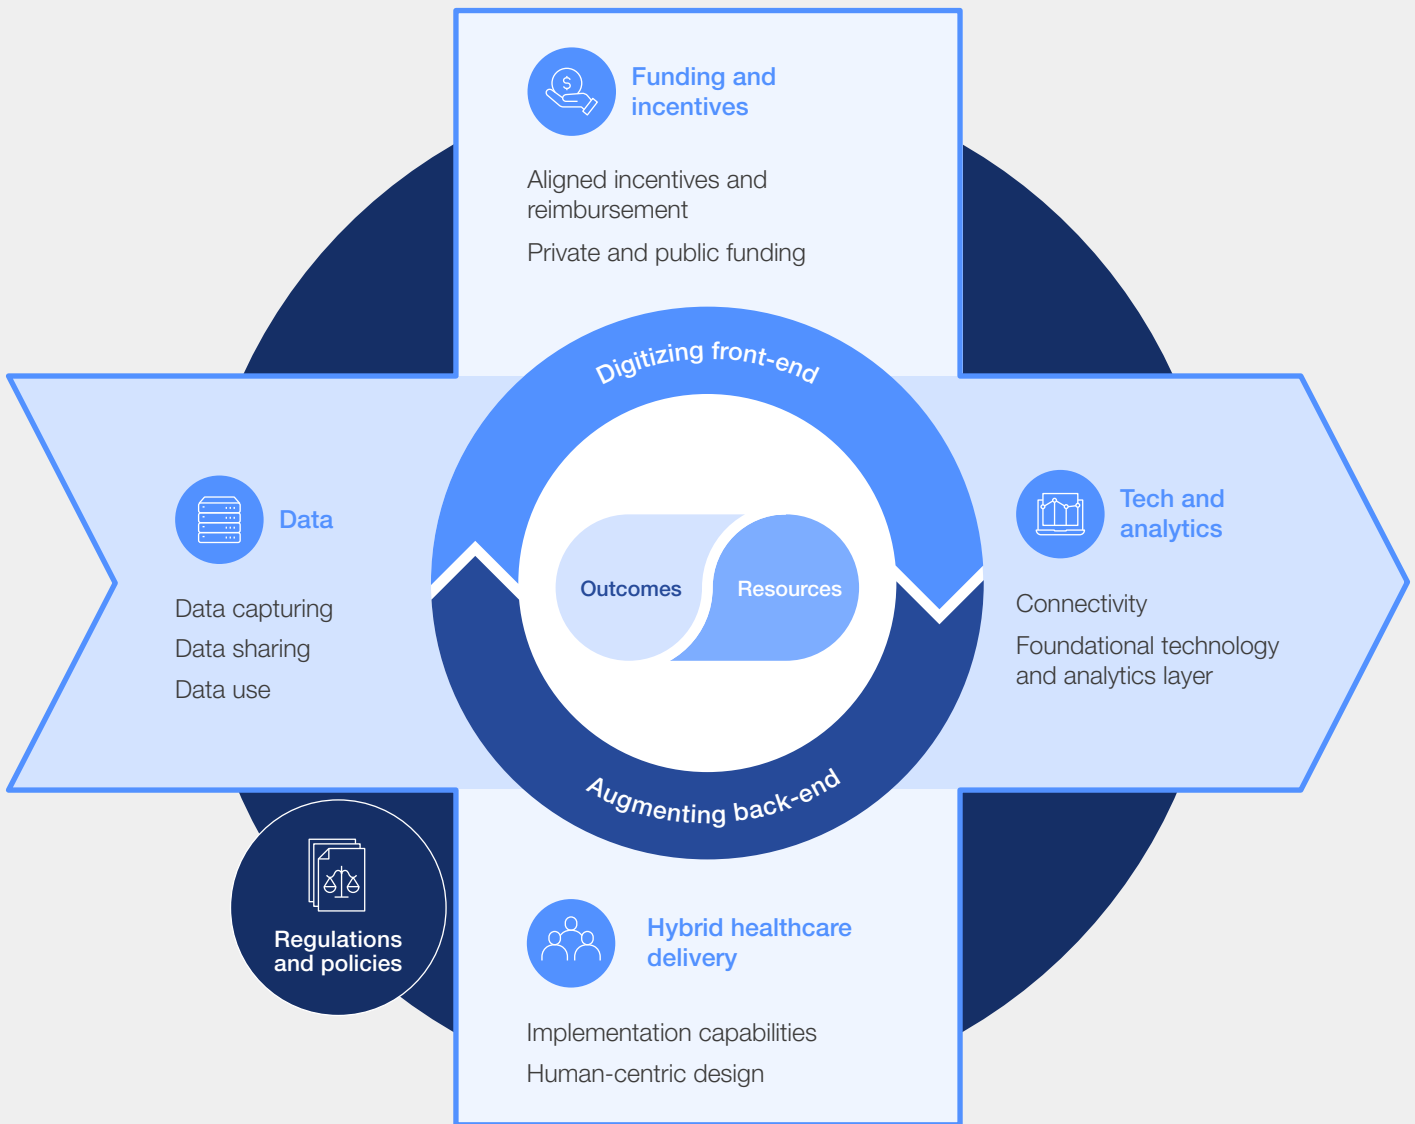 Funding and
incentives
Aligned incentives and
reimbursement
Private and public funding
Digitizing front-end
Data
Data capturing
Data sharing
Data use
Outcomes
Resources
Tech and
analytics
Connectivity
Foundational technology
and analytics layer
Augmenting back-end
Regulations
and policies
Hybrid healthcare
delivery
Implementation capabilities
Human-centric design